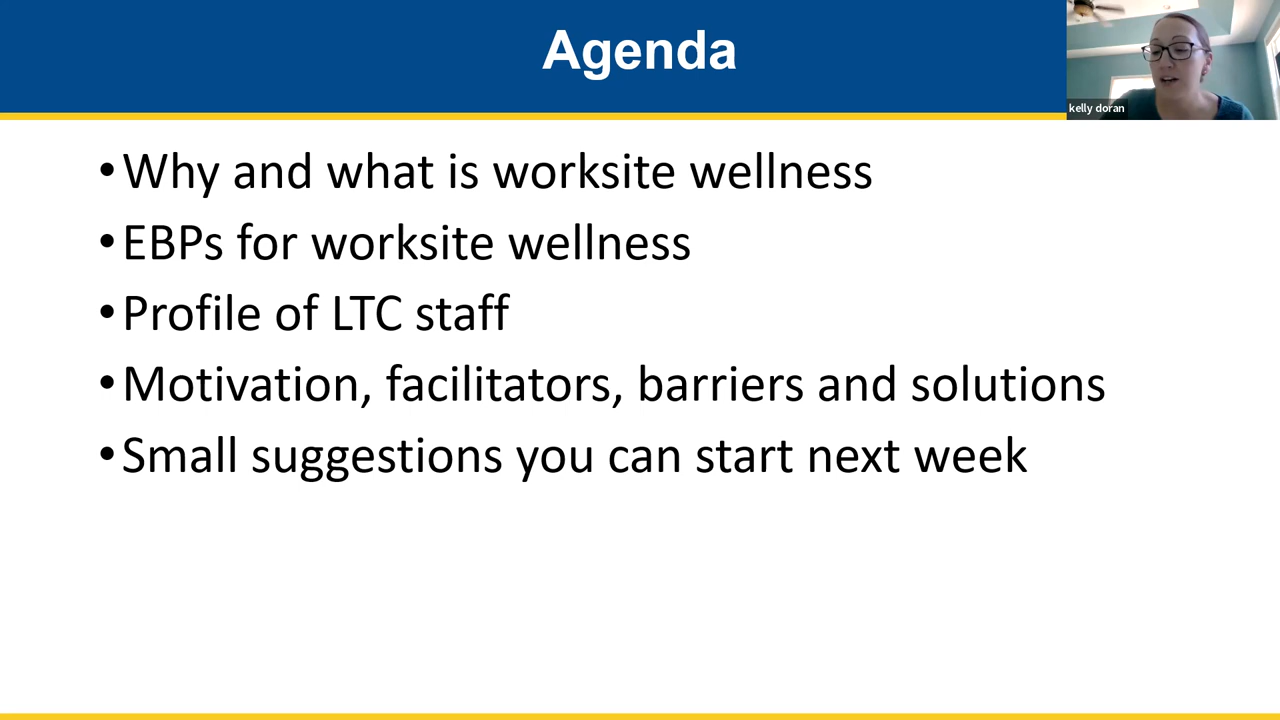 Agenda
kelly doran
•Why and what is worksite wellness
•EBPs for worksite wellness
•Profile of LTC staff
•Motivation, facilitators, barriers and solutions
•Small suggestions you can start next week